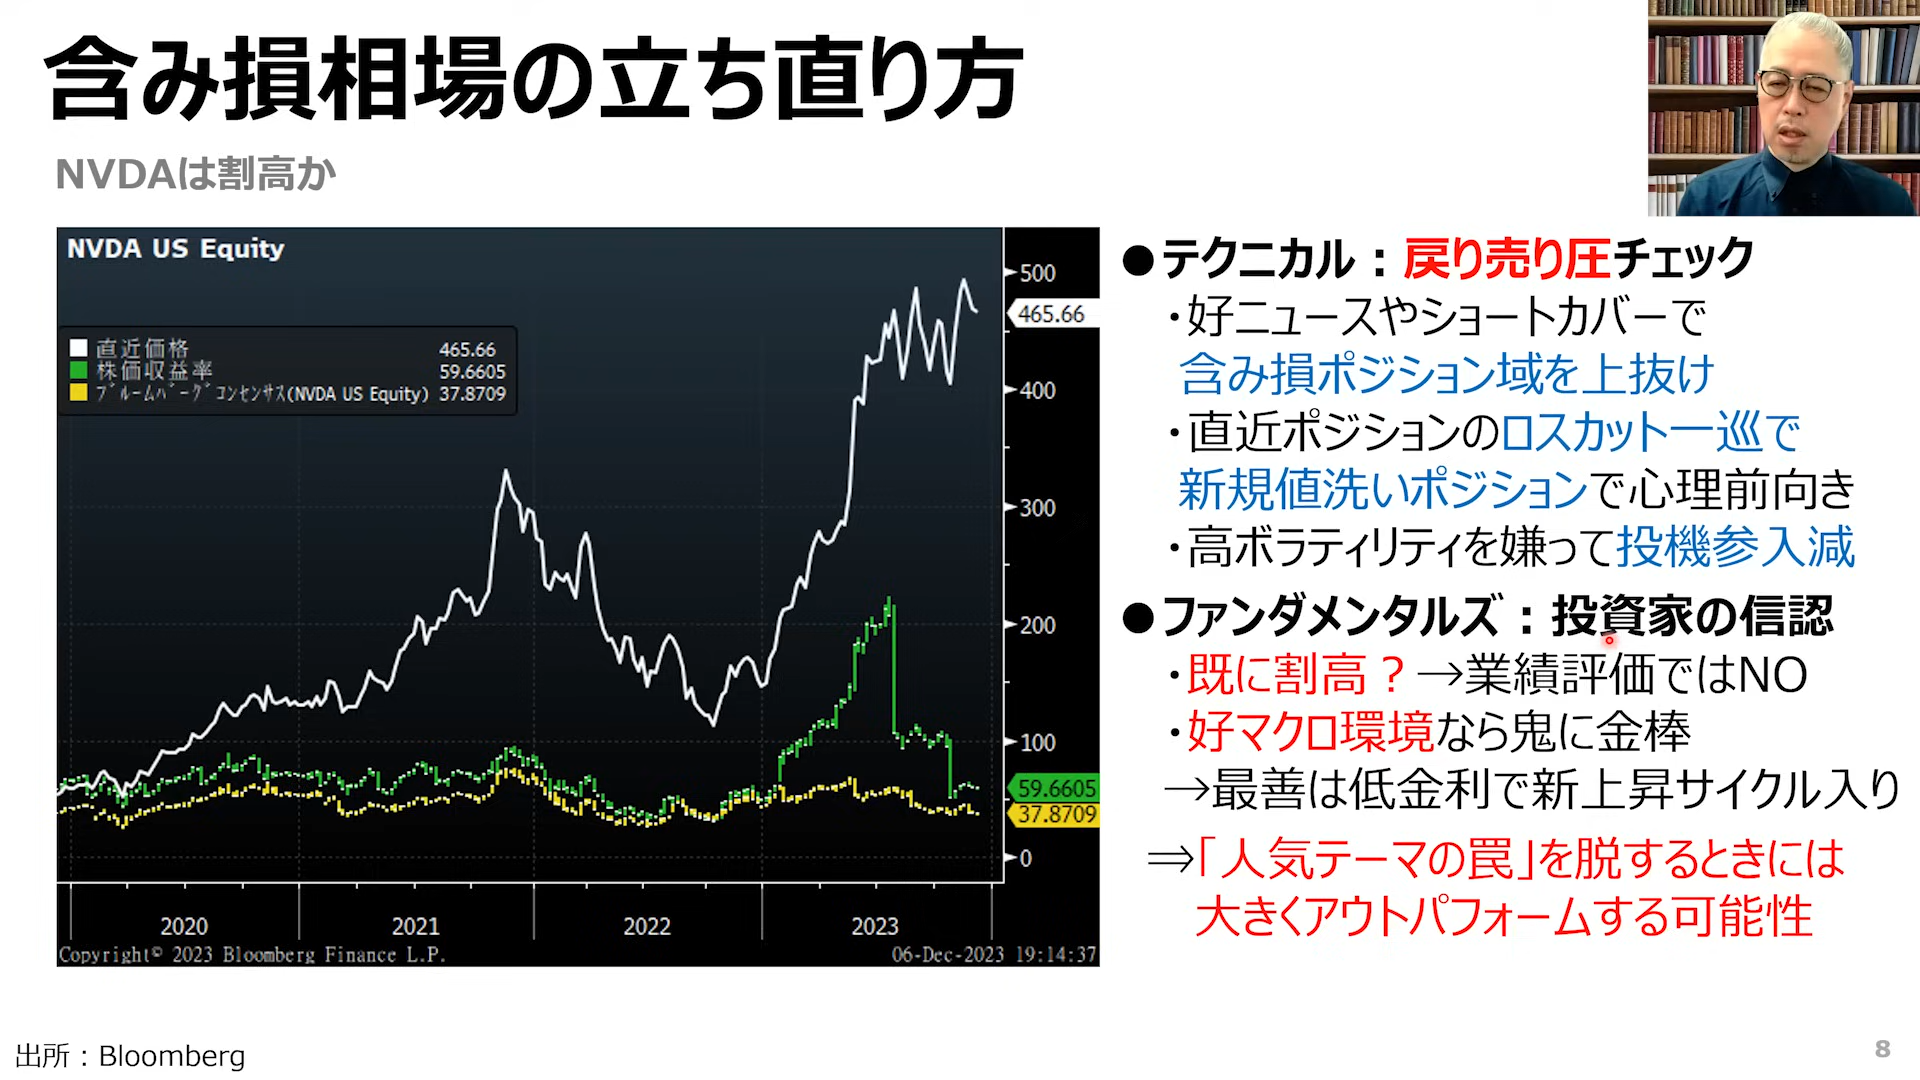 含み損相場の立ち直り方
NVDAは割高か
NVDA US Equity
直近価格 465.66
株価収益率 59.6605
ﾌﾞﾙｰﾑﾊﾞｰｸﾞｺﾝｾﾝｻｽ(NVDA US Equity) 37.8709
500
465.66
400
300
200
100
59.6605
37.8709
0
2020 2021 2022 2023
Copyright© 2023 Bloomberg Finance L.P. 06-Dec-2023 19:14:37
●テクニカル：戻り売り圧チェック
・好ニュースやショートカバーで
含み損ポジション域を上抜け
・直近ポジションのロスカット一巡で
新規値洗いポジションで心理前向き
・高ボラティリティを嫌って投機参入減
●ファンダメンタルズ：投資家の信認
・既に割高？→業績評価ではNO
・好マクロ環境なら鬼に金棒
→最善は低金利で新上昇サイクル入り
⇒「人気テーマの罠」を脱するときには
大きくアウトパフォームする可能性
出所：Bloomberg
8